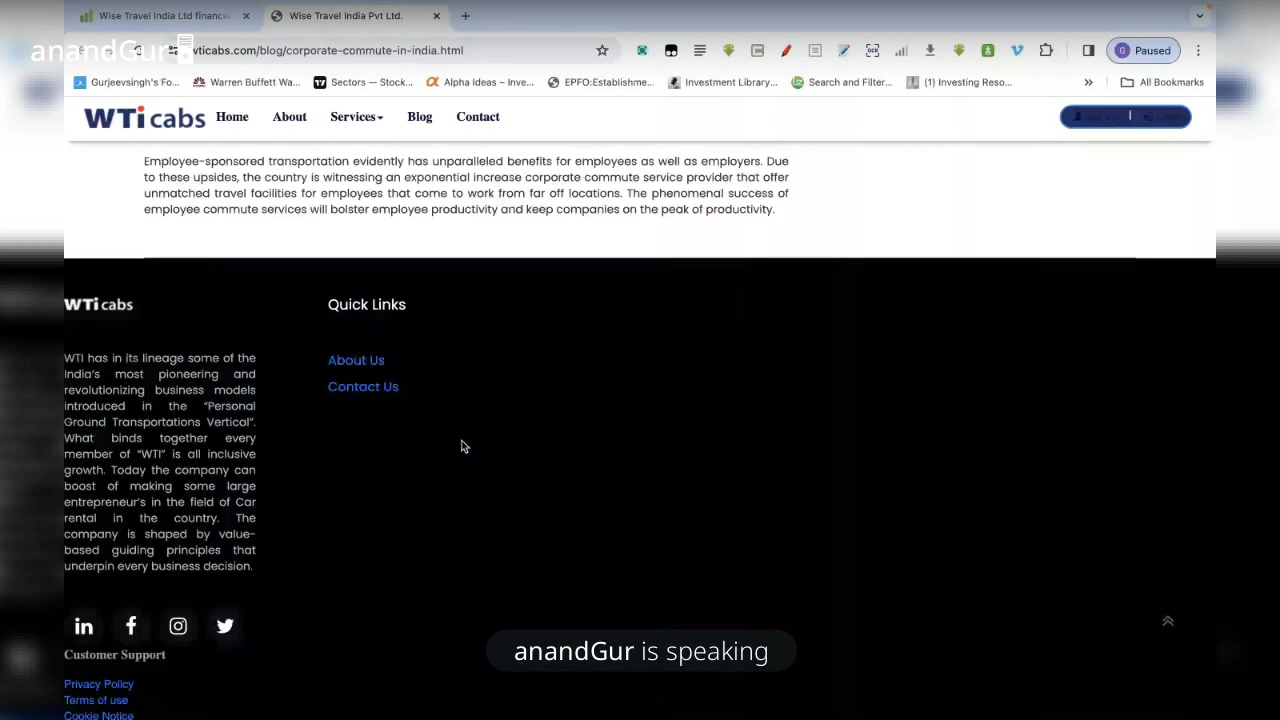 Wise Travel India Ltd financi
Wise Travel India Pvt Ltd.
anandGur
wticabs.com/blog/corporate-commute-in-india.html
G Paused
Gurjeevsingh's Fo...
Warren Buffett Wa...
Sectors — Stock...
Alpha Ideas – Inve...
EPFO:Establishme...
Investment Library...
Search and Filter...
(1) Investing Reso...
All Bookmarks
WTi cabs
Home
About
Services
Blog
Contact
Employee-sponsored transportation evidently has unparalleled benefits for employees as well as employers. Due
to these upsides, the country is witnessing an exponential increase corporate commute service provider that offer
unmatched travel facilities for employees that come to work from far off locations. The phenomenal success of
employee commute services will bolster employee productivity and keep companies on the peak of productivity.
WTi cabs
WTI has in its lineage some of the
India's most pioneering and
revolutionizing business models
introduced in the "Personal
Ground Transportations Vertical".
What binds together every
member of "WTI" is all inclusive
growth. Today the company can
boost of making some large
entrepreneur's in the field of Car
rental in the country. The
company is shaped by value-
based guiding principles that
underpin every business decision.
Quick Links
About Us
Contact Us
Customer Support
Privacy Policy
Terms of use
Cookie Notice
anandGur is speaking